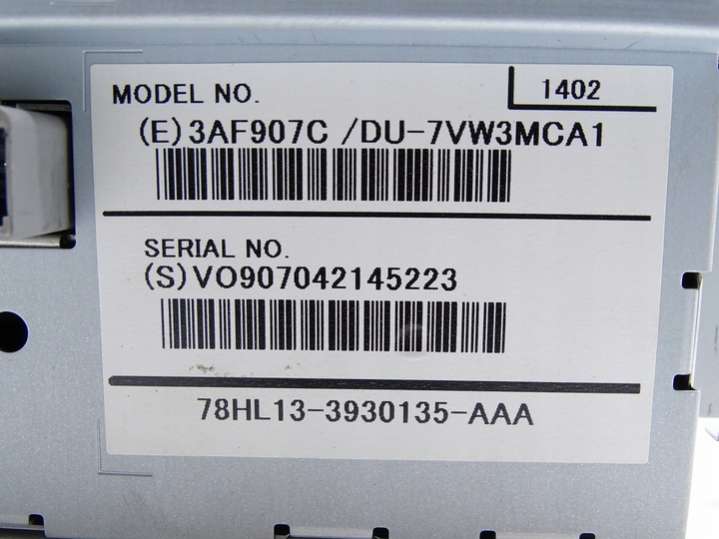 1402
MODEL NO.
(E)3AF907C /DU-7VW3MCA1
SERIAL NO.
(S)VO907042145223
78HL13-3930135-AAA